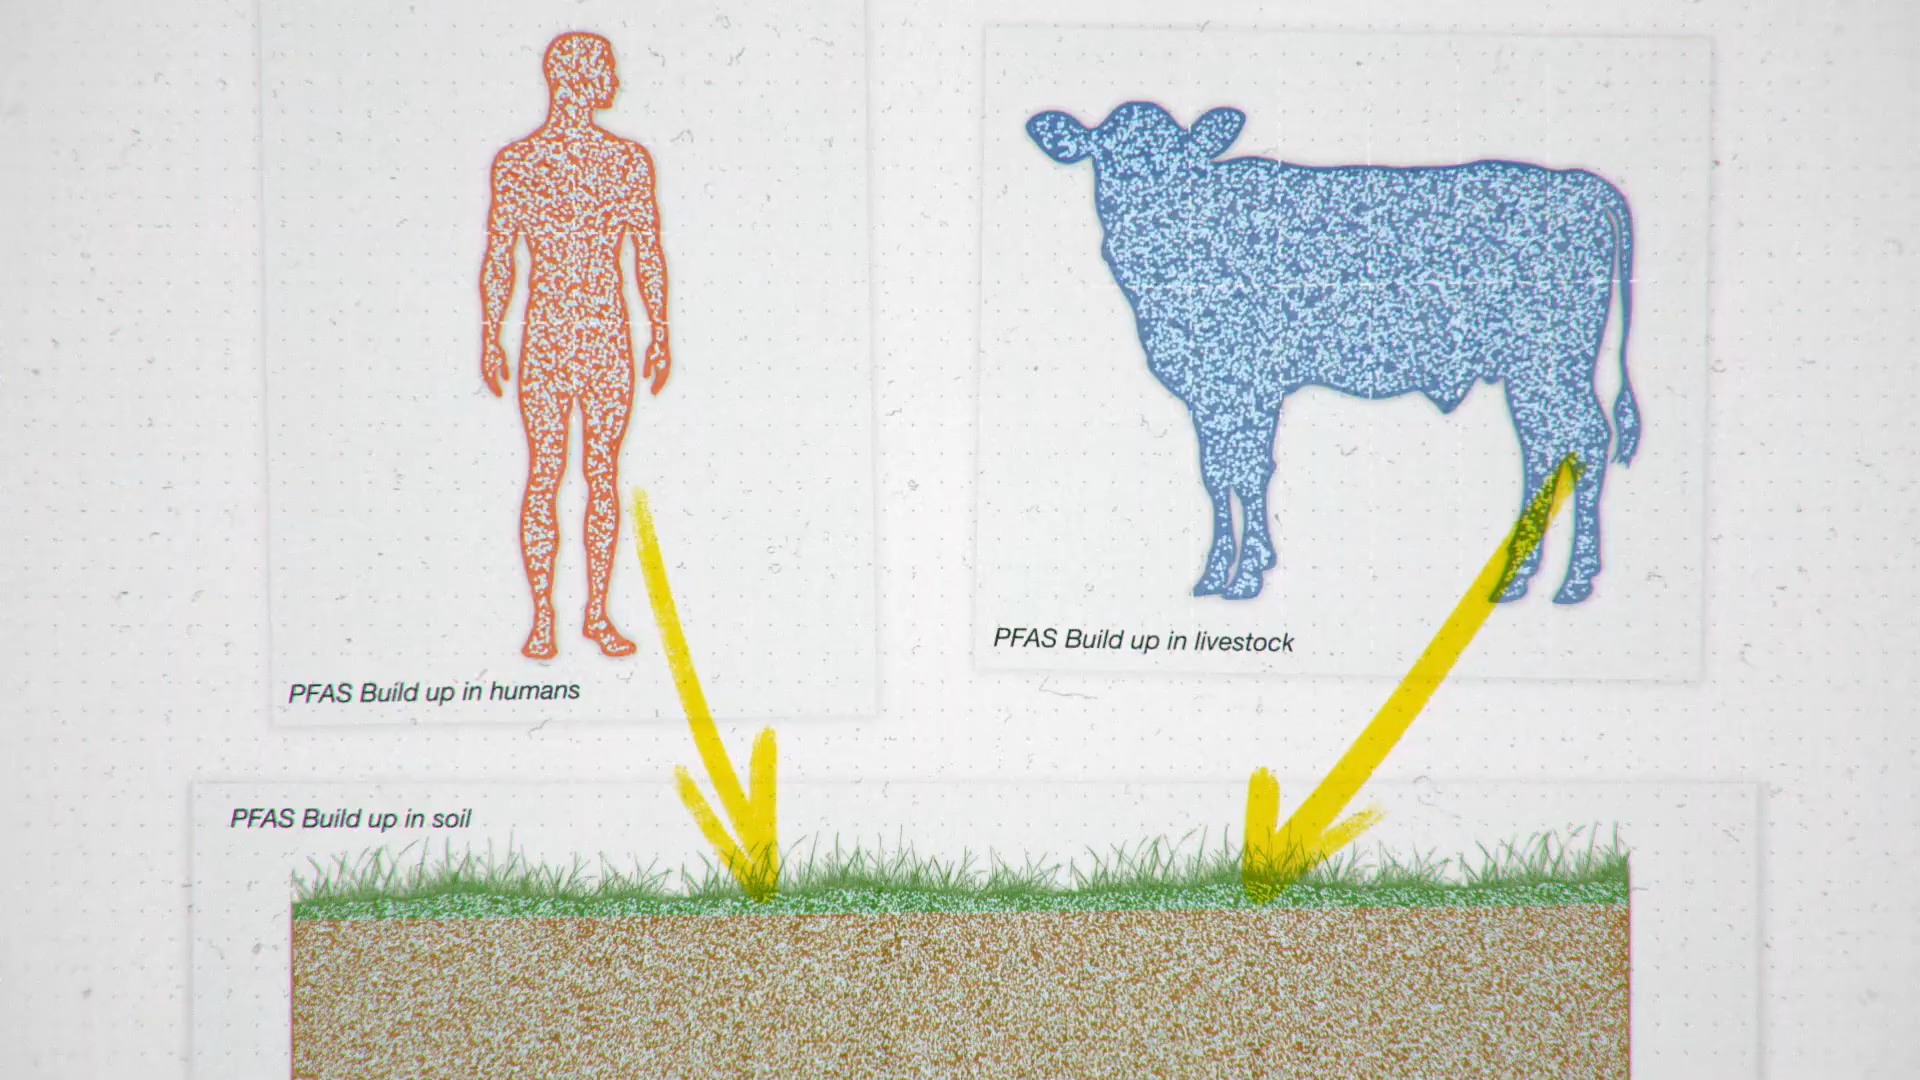 PFAS Build up in humans
PFAS Build up in livestock
PFAS Build up in soil